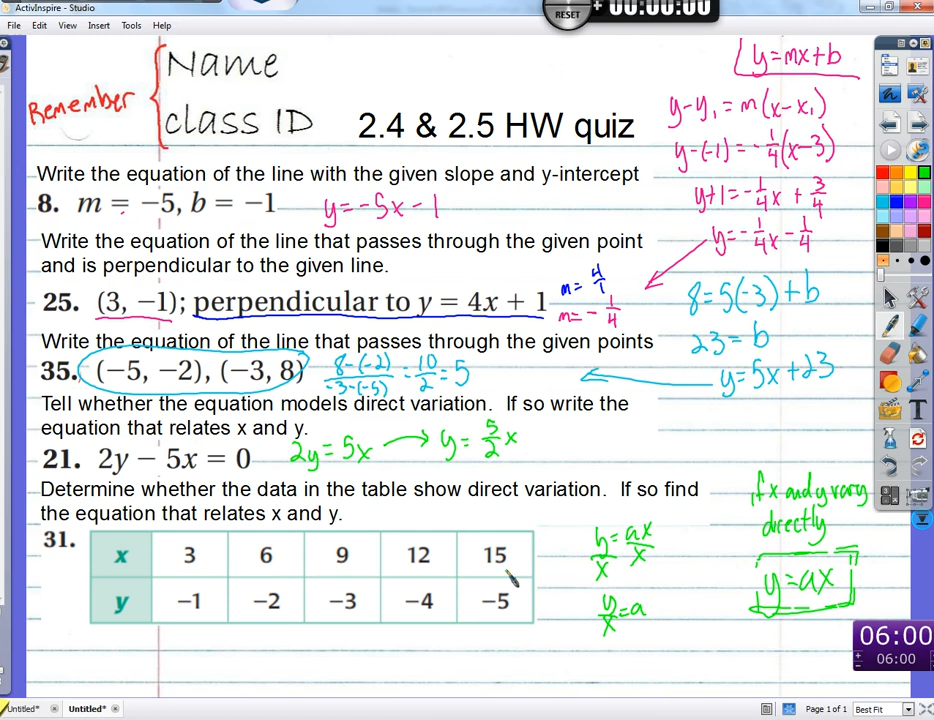 ActivInspire - Studio
File Edit View Insert Tools Help
RESET
00:00:00
Remember
Name
class ID
2.4 & 2.5 HW quiz
y=mx+b
y-y₁=m(x-x₁)
y-(-1)=-1/4(x-3)
y+1=-1/4x+3/4
y=-1/4x-1/4
Write the equation of the line with the given slope and y-intercept
8. m = −5, b = −1
y=-5x-1
Write the equation of the line that passes through the given point
and is perpendicular to the given line.
25. (3, −1); perpendicular to y = 4x + 1
m=4/1
m=-1/4
8=5(-3)+b
23=b
y=5x+23
Write the equation of the line that passes through the given points
35. (−5, −2), (−3, 8)
8-(-2)/-3-(-5)=10/2=5
Tell whether the equation models direct variation. If so write the
equation that relates x and y.
21. 2y − 5x = 0
2y=5x
y=5/2x
Determine whether the data in the table show direct variation. If so find
the equation that relates x and y.
31.
x 3 6 9 12 15
y −1 −2 −3 −4 −5
y/x=ax/x
y/x=a
if x and y vary
directly
y=ax
06:00
06:00
Untitled* Untitled*
Page 1 of 1 Best Fit